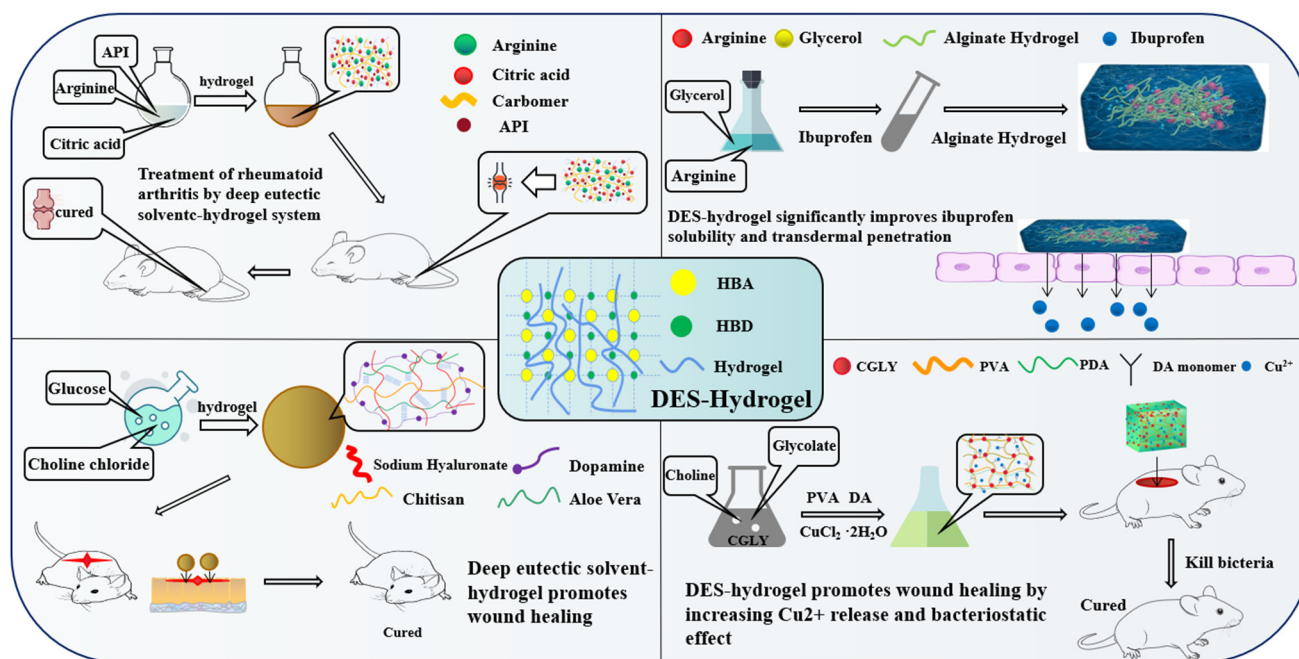 API
Arginine
Citric acid
hydrogel
Arginine
Citric acid
Carbomer
API
Treatment of rheumatoid
arthritis by deep eutectic
solventc-hydrogel system
cured
Arginine
Glycerol
Alginate Hydrogel
Ibuprofen
Glycerol
Arginine
Ibuprofen
Alginate Hydrogel
DES-hydrogel significantly improves ibuprofen
solubility and transdermal penetration
HBA
HBD
Hydrogel
DES-Hydrogel
Glucose
Choline chloride
hydrogel
Sodium Hyaluronate
Dopamine
Chitisan
Aloe Vera
Cured
Deep eutectic solvent-
hydrogel promotes
wound healing
CGLY
PVA
PDA
DA monomer
Cu²⁺
Choline
Glycolate
CGLY
PVA DA
CuCl₂ ·2H₂O
Kill bicteria
Cured
DES-hydrogel promotes wound healing by
increasing Cu2+ release and bacteriostatic
effect